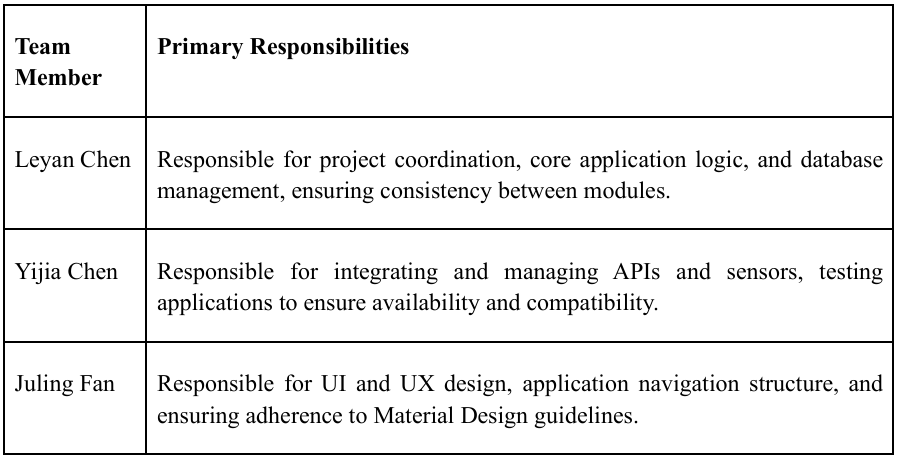 Team
Member
Primary Responsibilities
Leyan Chen
Responsible for project coordination, core application logic, and database
management, ensuring consistency between modules.
Yijia Chen
Responsible for integrating and managing APIs and sensors, testing
applications to ensure availability and compatibility.
Juling Fan
Responsible for UI and UX design, application navigation structure, and
ensuring adherence to Material Design guidelines.